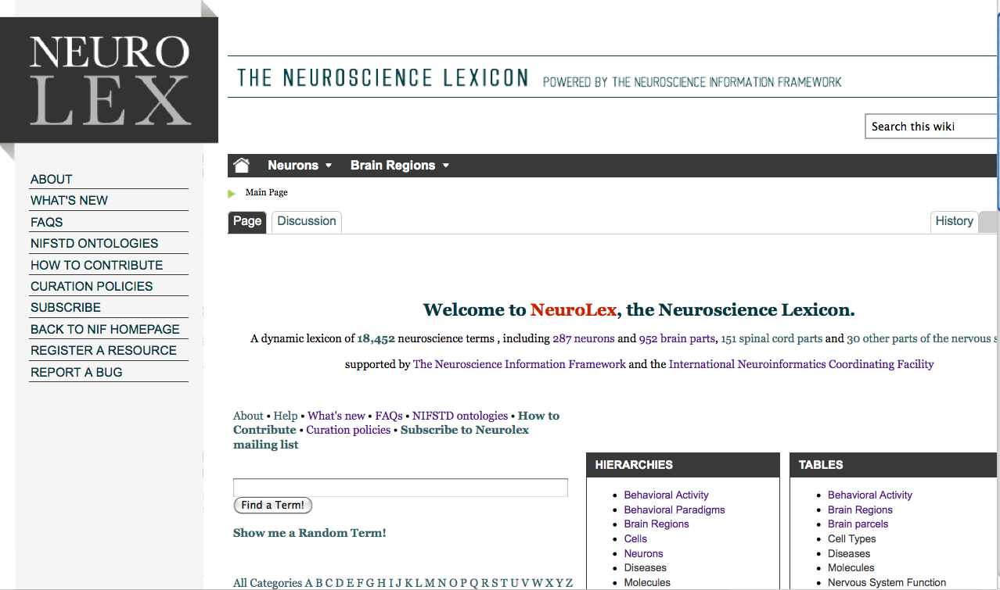 NEURO
LEX
THE NEUROSCIENCE LEXICON POWERED BY THE NEUROSCIENCE INFORMATION FRAMEWORK
Search this wiki
Neurons Brain Regions
Main Page
Page Discussion History
ABOUT
WHAT'S NEW
FAQS
NIFSTD ONTOLOGIES
HOW TO CONTRIBUTE
CURATION POLICIES
SUBSCRIBE
BACK TO NIF HOMEPAGE
REGISTER A RESOURCE
REPORT A BUG
Welcome to NeuroLex, the Neuroscience Lexicon.
A dynamic lexicon of 18,452 neuroscience terms , including 287 neurons and 952 brain parts, 151 spinal cord parts and 30 other parts of the nervous s
supported by The Neuroscience Information Framework and the International Neuroinformatics Coordinating Facility
About • Help • What's new • FAQs • NIFSTD ontologies • How to
Contribute • Curation policies • Subscribe to Neurolex
mailing list
Find a Term!
Show me a Random Term!
All Categories A B C D E F G H I J K L M N O P Q R S T U V W X Y Z
HIERARCHIES
• Behavioral Activity
• Behavioral Paradigms
• Brain Regions
• Cells
• Neurons
• Diseases
• Molecules
TABLES
• Behavioral Activity
• Brain Regions
• Brain parcels
• Cell Types
• Diseases
• Molecules
• Nervous System Function